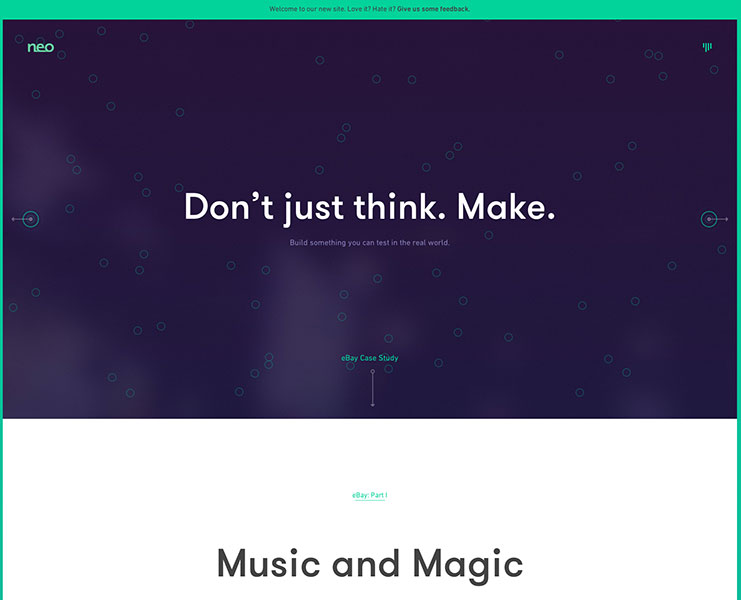 Welcome to our new site. Love it? Hate it? Give us some feedback.
neo
Don’t just think. Make.
Build something you can test in the real world.
eBay Case Study
eBay: Part I
Music and Magic